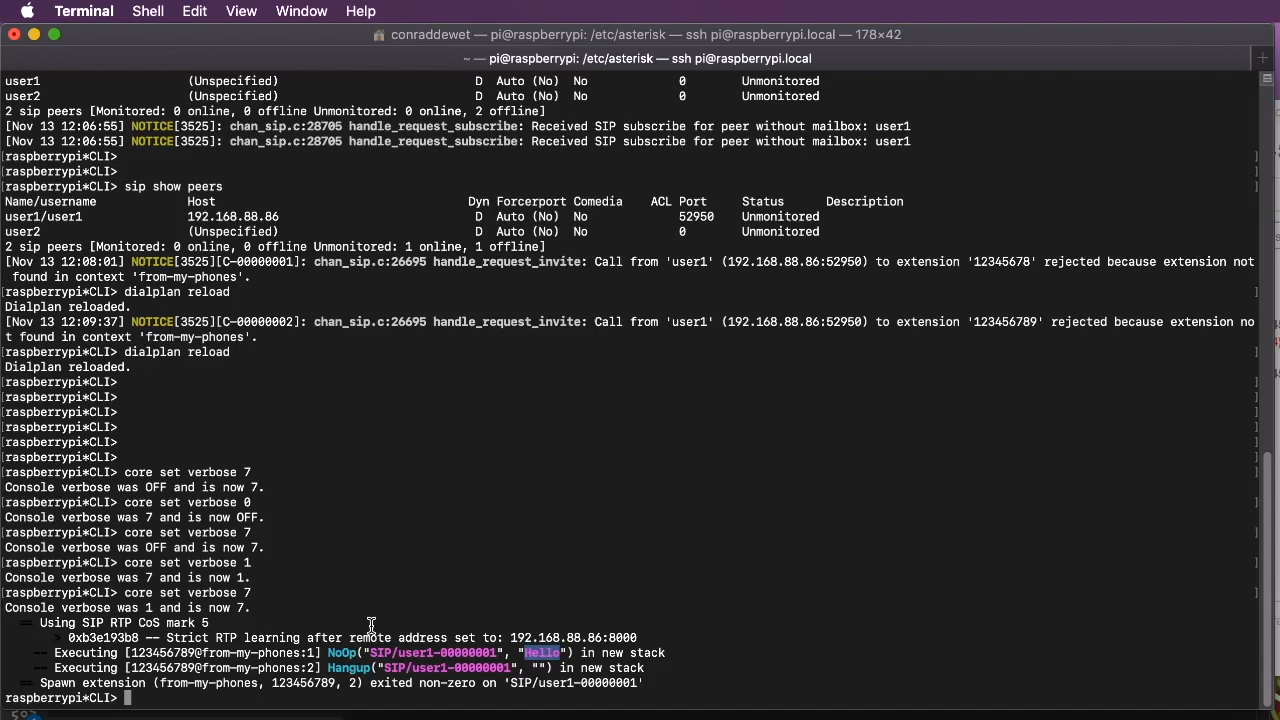 Terminal Shell Edit View Window Help
conraddewet — pi@raspberrypi: /etc/asterisk — ssh pi@raspberrypi.local — 178×42
~ — pi@raspberrypi: /etc/asterisk — ssh pi@raspberrypi.local
user1 (Unspecified) D Auto (No) No 0 Unmonitored
user2 (Unspecified) D Auto (No) No 0 Unmonitored
2 sip peers [Monitored: 0 online, 0 offline Unmonitored: 0 online, 2 offline]
[Nov 13 12:06:55] NOTICE[3525]: chan_sip.c:28705 handle_request_subscribe: Received SIP subscribe for peer without mailbox: user1
[Nov 13 12:06:55] NOTICE[3525]: chan_sip.c:28705 handle_request_subscribe: Received SIP subscribe for peer without mailbox: user1
[raspberrypi*CLI> ]
[raspberrypi*CLI> ]
[raspberrypi*CLI> sip show peers ]
Name/username Host Dyn Forcerport Comedia ACL Port Status Description
user1/user1 192.168.88.86 D Auto (No) No 52950 Unmonitored
user2 (Unspecified) D Auto (No) No 0 Unmonitored
2 sip peers [Monitored: 0 online, 0 offline Unmonitored: 1 online, 1 offline]
[Nov 13 12:08:01] NOTICE[3525][C-00000001]: chan_sip.c:26695 handle_request_invite: Call from 'user1' (192.168.88.86:52950) to extension '12345678' rejected because extension not
found in context 'from-my-phones'.
[raspberrypi*CLI> dialplan reload ]
Dialplan reloaded.
[Nov 13 12:09:37] NOTICE[3525][C-00000002]: chan_sip.c:26695 handle_request_invite: Call from 'user1' (192.168.88.86:52950) to extension '123456789' rejected because extension no
t found in context 'from-my-phones'.
[raspberrypi*CLI> dialplan reload ]
Dialplan reloaded.
[raspberrypi*CLI> ]
[raspberrypi*CLI> ]
[raspberrypi*CLI> ]
[raspberrypi*CLI> ]
[raspberrypi*CLI> ]
[raspberrypi*CLI> ]
[raspberrypi*CLI> core set verbose 7 ]
Console verbose was OFF and is now 7.
[raspberrypi*CLI> core set verbose 0 ]
Console verbose was 7 and is now OFF.
[raspberrypi*CLI> core set verbose 7 ]
Console verbose was OFF and is now 7.
[raspberrypi*CLI> core set verbose 1 ]
Console verbose was 7 and is now 1.
[raspberrypi*CLI> core set verbose 7 ]
Console verbose was 1 and is now 7.
== Using SIP RTP CoS mark 5
> 0xb3e193b8 -- Strict RTP learning after remote address set to: 192.168.88.86:8000
-- Executing [123456789@from-my-phones:1] NoOp("SIP/user1-00000001", "Hello") in new stack
-- Executing [123456789@from-my-phones:2] Hangup("SIP/user1-00000001", "") in new stack
== Spawn extension (from-my-phones, 123456789, 2) exited non-zero on 'SIP/user1-00000001'
raspberrypi*CLI>